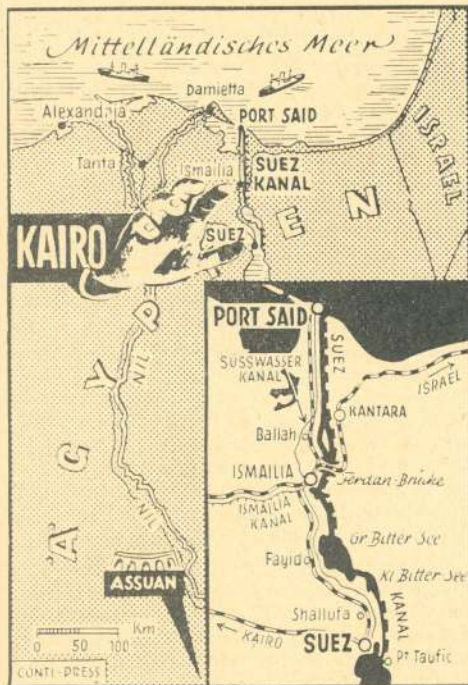 Mittelländisches Meer
Damietta
Alexandria
PORT SAID
Tanta
Ismailia
SUEZ
KANAL
ISRAEL
KAIRO
SUEZ
ÄGYPTEN
NIL
NIL
ASSUAN
Km
0 50 100
CONTI-PRESS
PORT SAID
SUEZ
SÜSSWASSER
KANAL
ISRAEL
KANTARA
Ballah
ISMAILIA
Ferdan-Brücke
ISMAILIA
KANAL
Gr Bitter See
Fayid
Kl Bitter See
KANAL
Shallufa
KAIRO
SUEZ
Pt Taufic